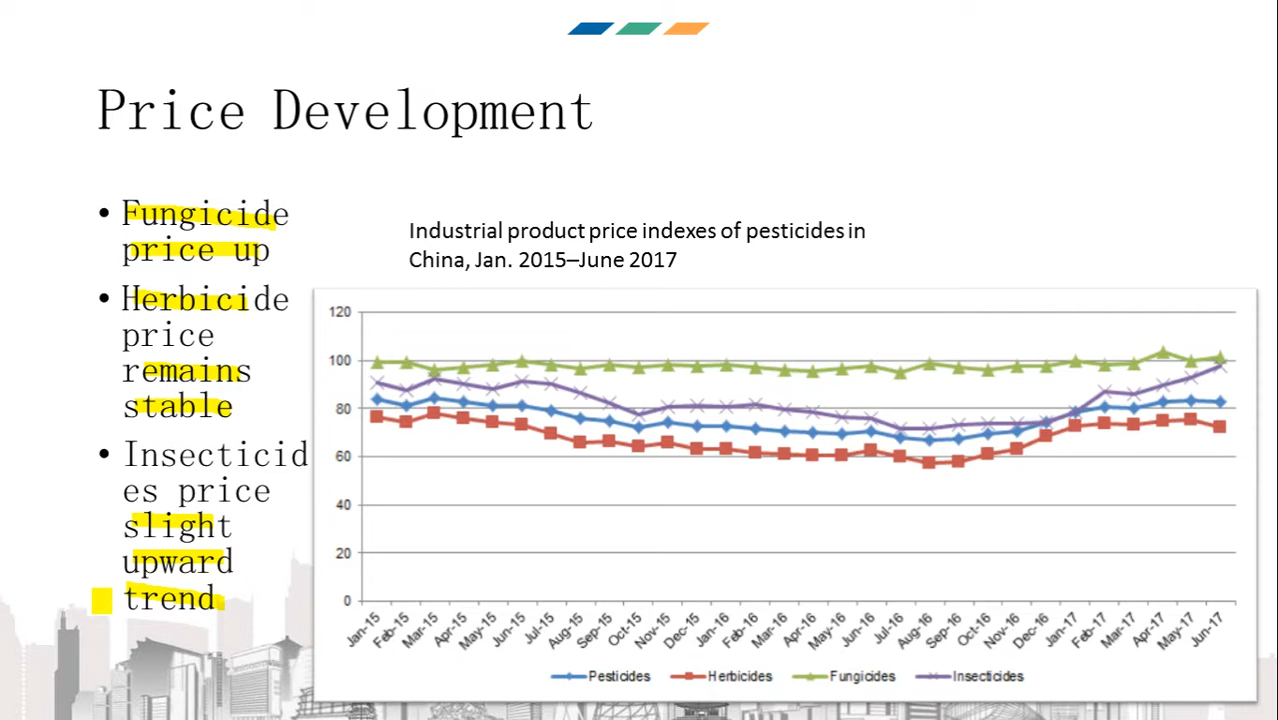 Price Development
• Fungicide
price up
• Herbicide
price
remains
stable
• Insecticid
es price
slight
upward
trend
Industrial product price indexes of pesticides in
China, Jan. 2015–June 2017
120
100
80
60
40
20
0
Jan-15 Feb-15 Mar-15 Apr-15 May-15 Jun-15 Jul-15 Aug-15 Sep-15 Oct-15 Nov-15 Dec-15 Jan-16 Feb-16 Mar-16 Apr-16 May-16 Jun-16 Jul-16 Aug-16 Sep-16 Oct-16 Nov-16 Dec-16 Jan-17 Feb-17 Mar-17 Apr-17 May-17 Jun-17
Pesticides Herbicides Fungicides Insecticides